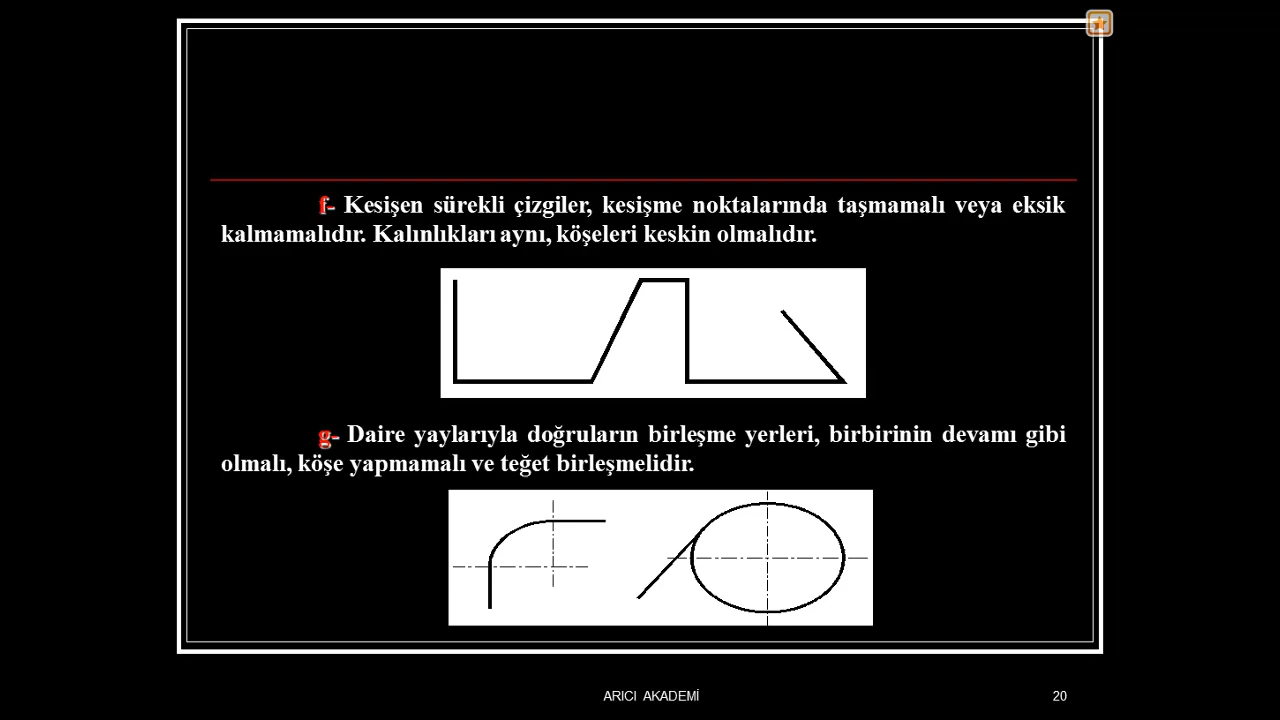 f- Kesişen sürekli çizgiler, kesişme noktalarında taşmamalı veya eksik
kalmamalıdır. Kalınlıkları aynı, köşeleri keskin olmalıdır.
g- Daire yaylarıyla doğruların birleşme yerleri, birbirinin devamı gibi
olmalı, köşe yapmamalı ve teğet birleşmelidir.
ARICI AKADEMİ
20